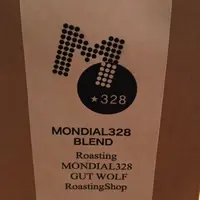 M
★328
MONDIAL328
BLEND
Roasting
MONDIAL328
GUT WOLF
RoastingShop